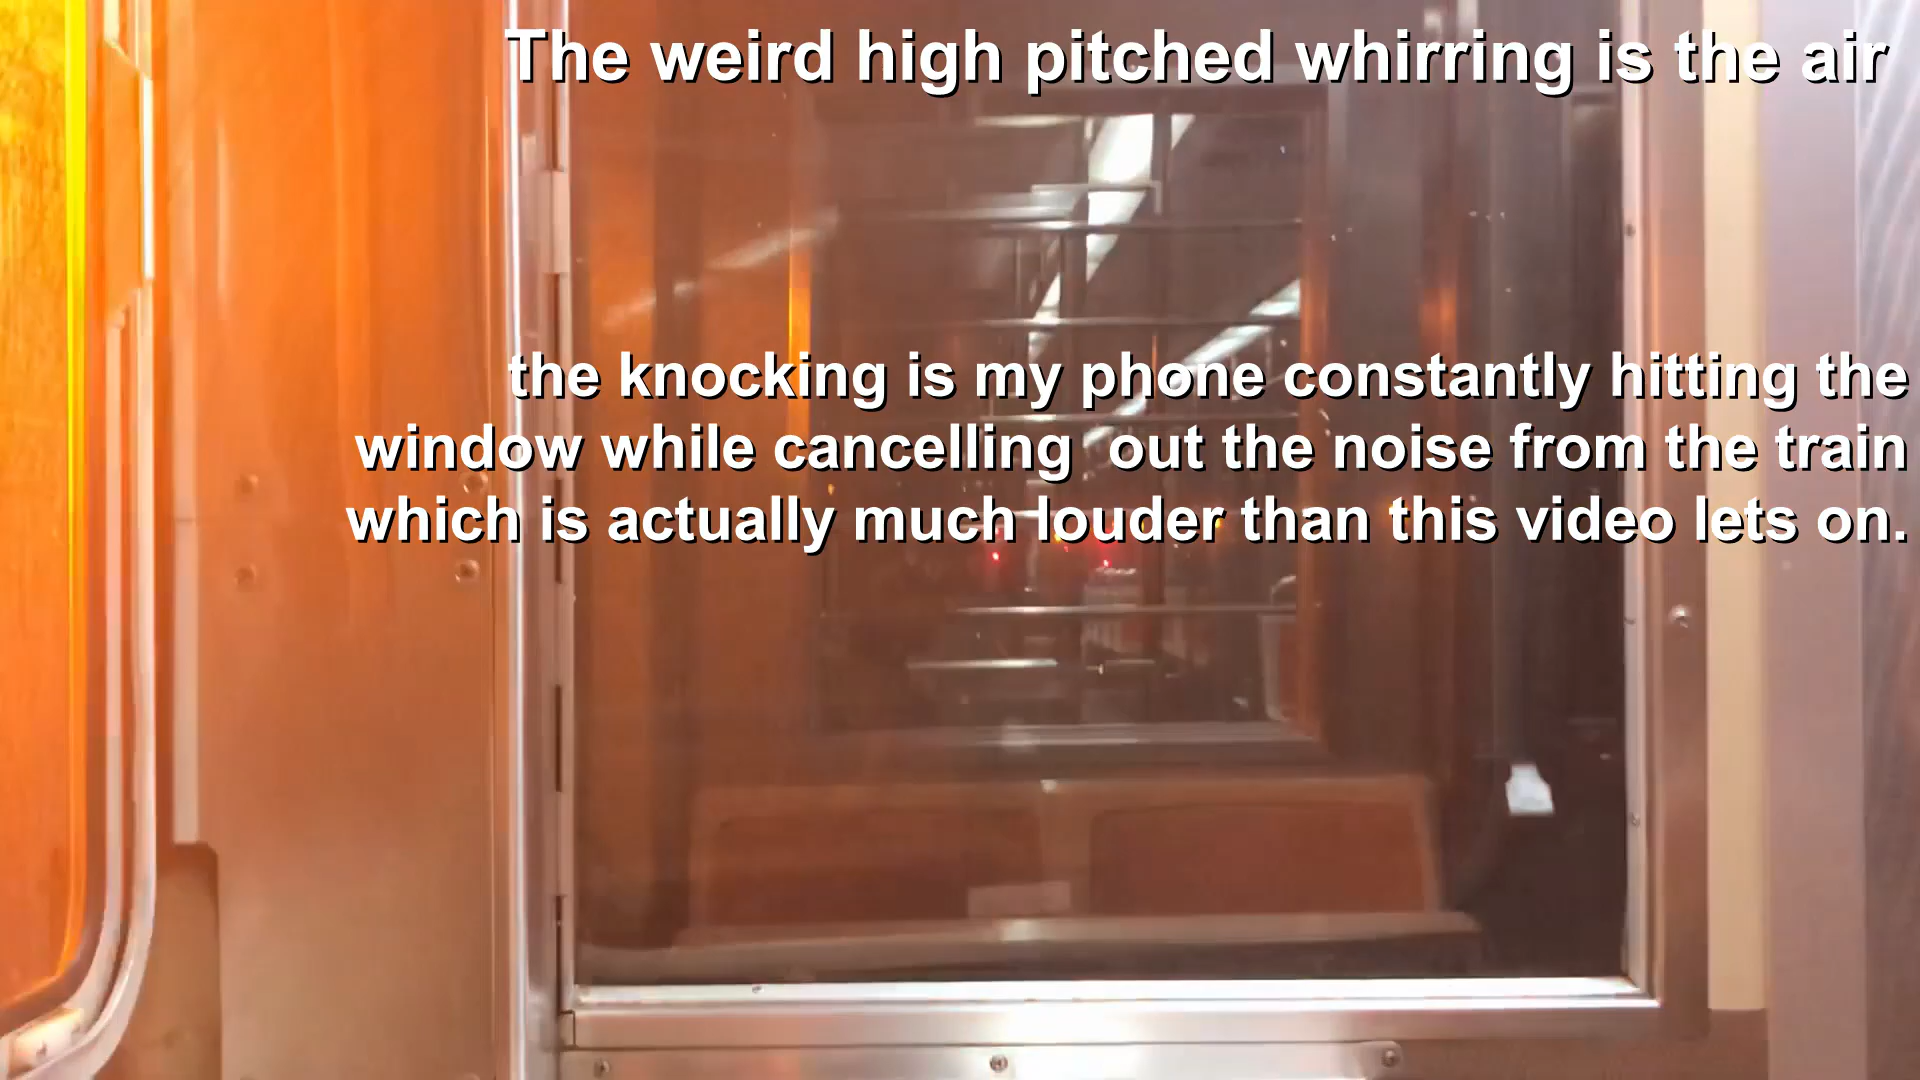 The weird high pitched whirring is the air
the knocking is my phone constantly hitting the
window while cancelling  out the noise from the train
which is actually much louder than this video lets on.